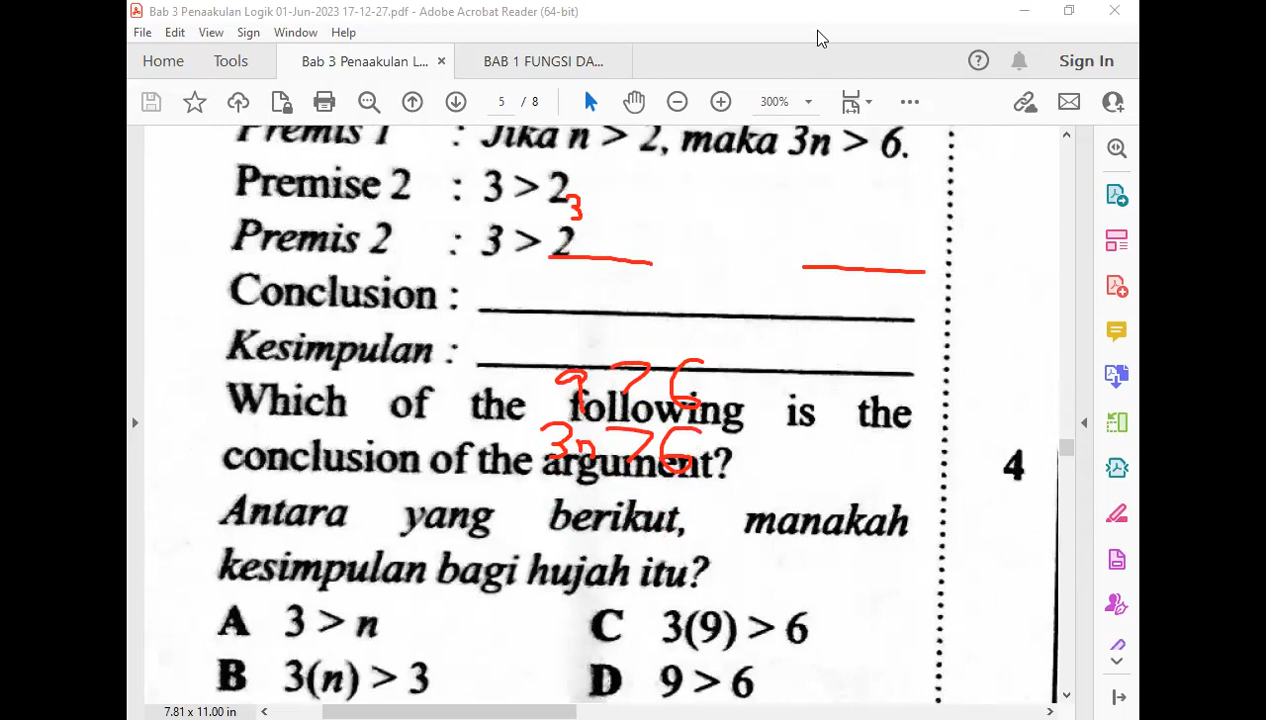 Bab 3 Penaakulan Logik 01-Jun-2023 17-12-27.pdf - Adobe Acrobat Reader (64-bit)
File Edit View Sign Window Help
Home Tools Bab 3 Penaakulan L... × BAB 1 FUNGSI DA... Sign In
5 / 8 300%
Premis 1 : Jika n > 2, maka 3n > 6.
Premise 2 : 3 > 2
3
Premis 2 : 3 > 2
Conclusion :
Kesimpulan :
9 > 6
Which of the following is the
3n > 6
conclusion of the argument?
4
Antara yang berikut, manakah
kesimpulan bagi hujah itu?
A 3 > n C 3(9) > 6
B 3(n) > 3 D 9 > 6
7.81 x 11.00 in